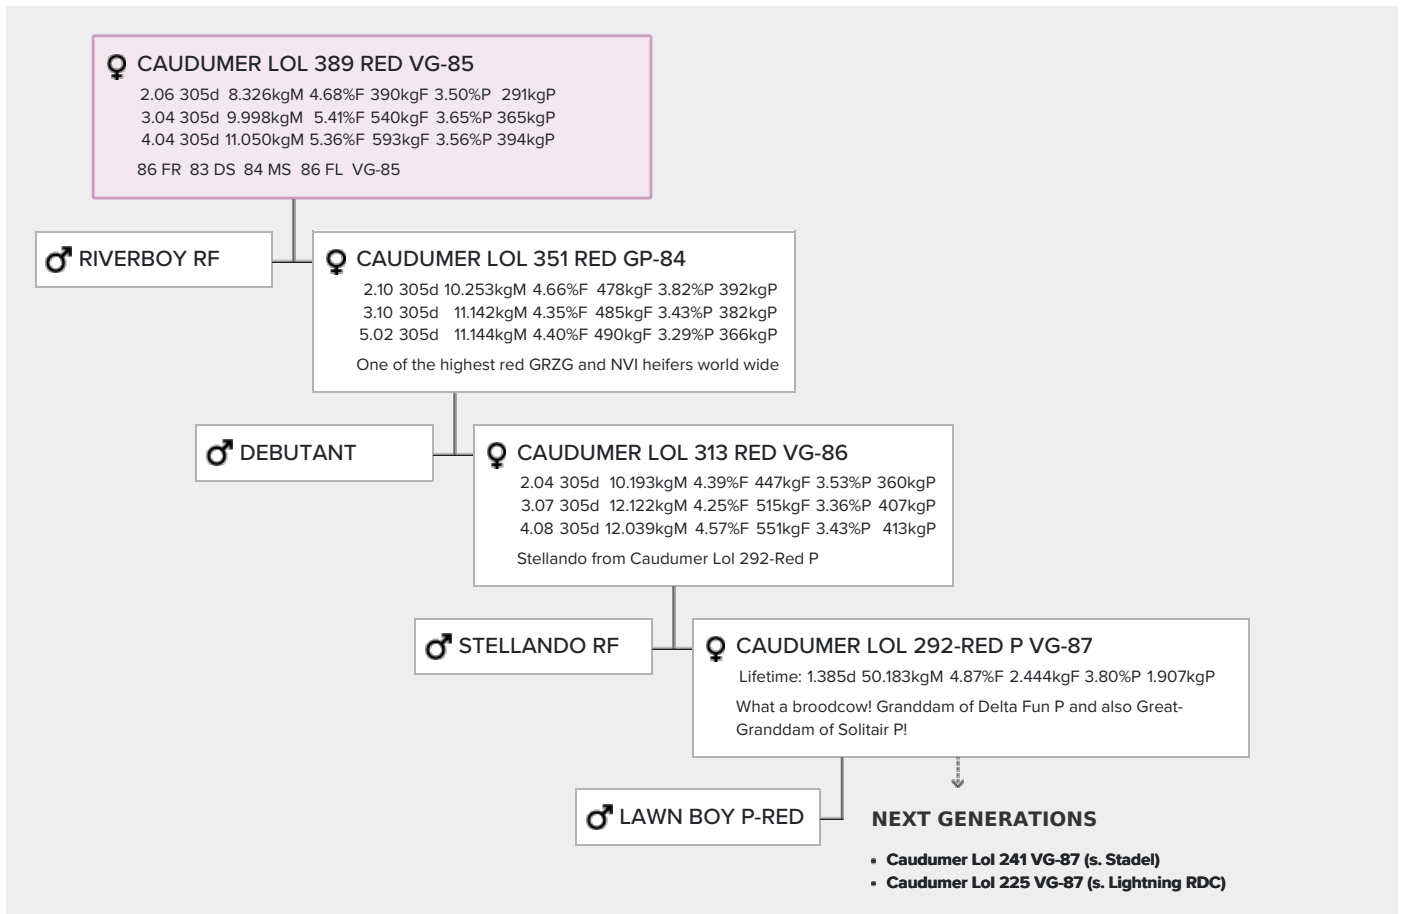 CAUDUMER LOL 389 RED VG-85
2.06 305d 8.326kgM 4.68%F 390kgF 3.50%P 291kgP
3.04 305d 9.998kgM 5.41%F 540kgF 3.65%P 365kgP
4.04 305d 11.050kgM 5.36%F 593kgF 3.56%P 394kgP
86 FR 83 DS 84 MS 86 FL VG-85
RIVERBOY RF
CAUDUMER LOL 351 RED GP-84
2.10 305d 10.253kgM 4.66%F 478kgF 3.82%P 392kgP
3.10 305d 11.142kgM 4.35%F 485kgF 3.43%P 382kgP
5.02 305d 11.144kgM 4.40%F 490kgF 3.29%P 366kgP
One of the highest red GRZG and NVI heifers world wide
DEBUTANT
CAUDUMER LOL 313 RED VG-86
2.04 305d 10.193kgM 4.39%F 447kgF 3.53%P 360kgP
3.07 305d 12.122kgM 4.25%F 515kgF 3.36%P 407kgP
4.08 305d 12.039kgM 4.57%F 551kgF 3.43%P 413kgP
Stellando from Caudumer Lol 292-Red P
STELLANDO RF
CAUDUMER LOL 292-RED P VG-87
Lifetime: 1.385d 50.183kgM 4.87%F 2.444kgF 3.80%P 1.907kgP
What a broodcow! Granddam of Delta Fun P and also Great-
Granddam of Solitair P!
LAWN BOY P-RED
NEXT GENERATIONS
• Caudumer Lol 241 VG-87 (s. Stadel)
• Caudumer Lol 225 VG-87 (s. Lightning RDC)